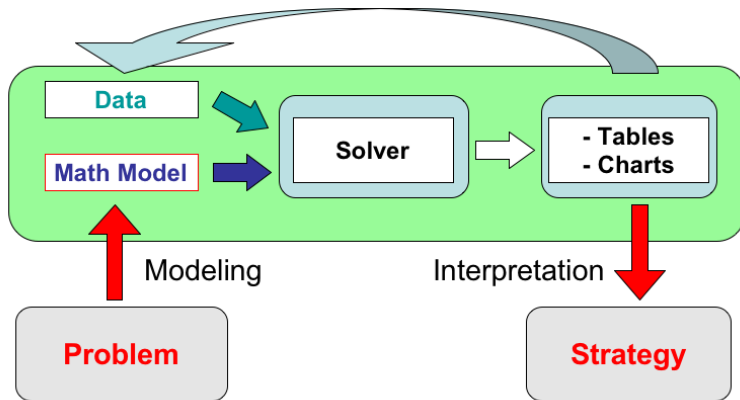 Data
Math Model
Solver
- Tables
- Charts
Modeling
Interpretation
Problem
Strategy